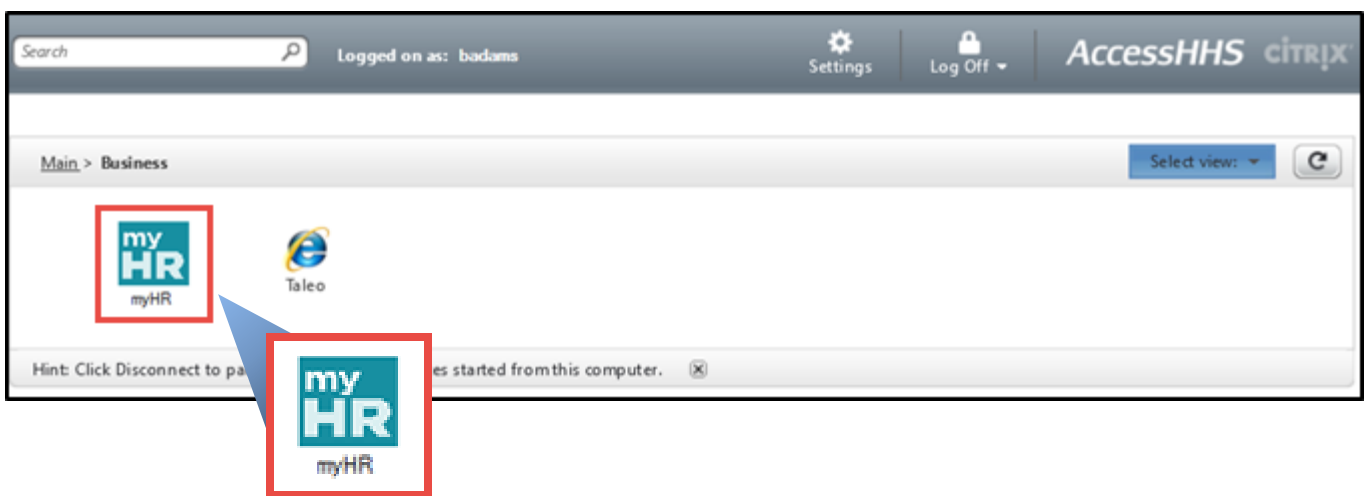 Search
Logged on as: badams
Settings
Log Off
AccessHHS
CITRIX
Main > Business
Select view:
my
HR
myHR
Taleo
Hint: Click Disconnect to pa
es started from this computer.
my
HR
myHR